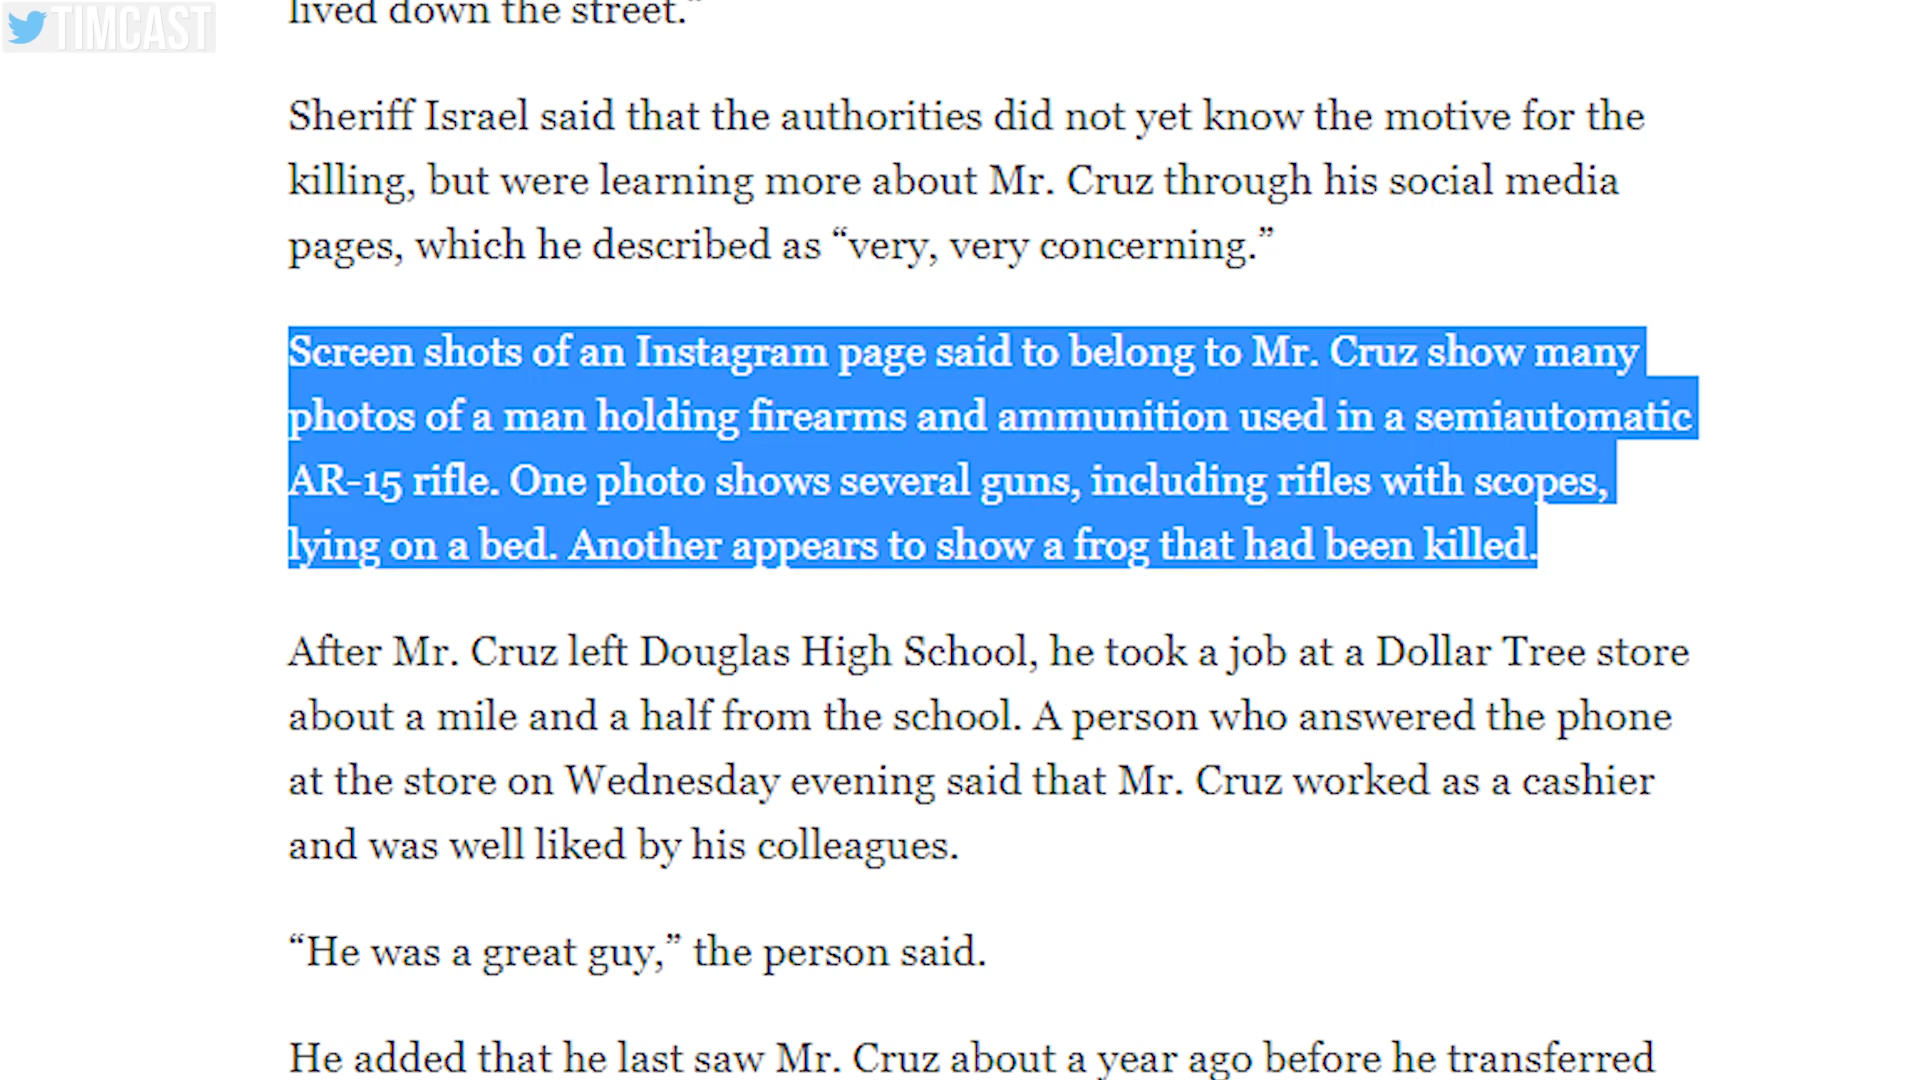 TIMCAST
lived down the street.”
Sheriff Israel said that the authorities did not yet know the motive for the
killing, but were learning more about Mr. Cruz through his social media
pages, which he described as “very, very concerning.”
Screen shots of an Instagram page said to belong to Mr. Cruz show many
photos of a man holding firearms and ammunition used in a semiautomatic
AR-15 rifle. One photo shows several guns, including rifles with scopes,
lying on a bed. Another appears to show a frog that had been killed.
After Mr. Cruz left Douglas High School, he took a job at a Dollar Tree store
about a mile and a half from the school. A person who answered the phone
at the store on Wednesday evening said that Mr. Cruz worked as a cashier
and was well liked by his colleagues.
“He was a great guy,” the person said.
He added that he last saw Mr. Cruz about a year ago before he transferred